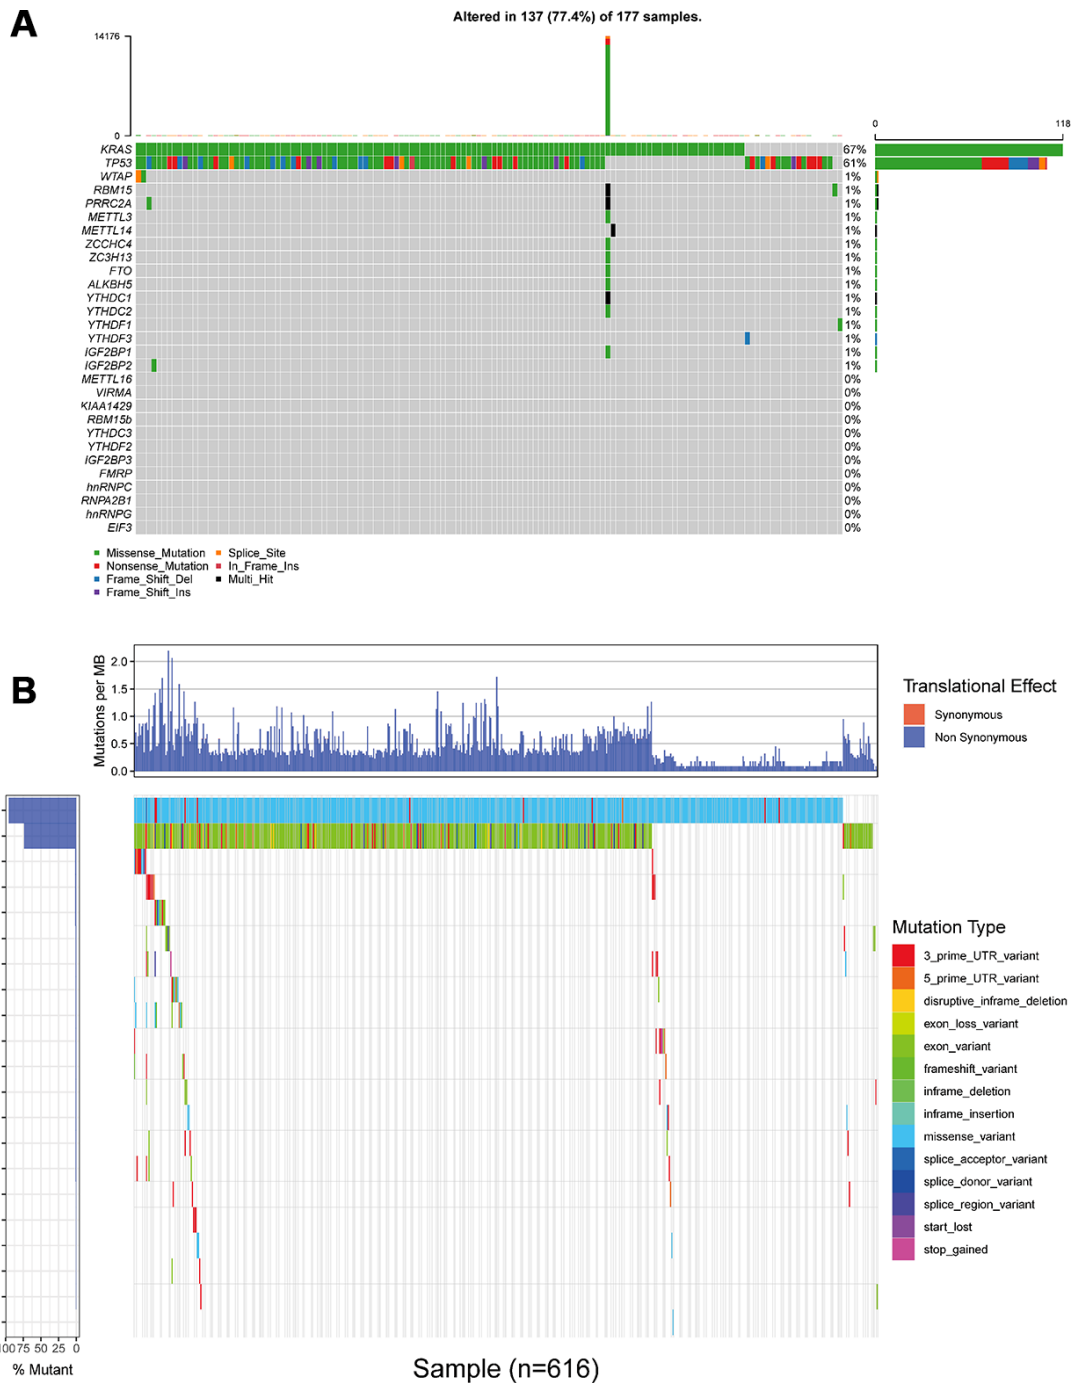 A
Altered in 137 (77.4%) of 177 samples.
14176
0
0 118
KRAS 67%
TP53 61%
WTAP 1%
RBM15 1%
PRRC2A 1%
METTL3 1%
METTL14 1%
ZCCHC4 1%
ZC3H13 1%
FTO 1%
ALKBH5 1%
YTHDC1 1%
YTHDC2 1%
YTHDF1 1%
YTHDF3 1%
IGF2BP1 1%
IGF2BP2 1%
METTL16 0%
VIRMA 0%
KIAA1429 0%
RBM15b 0%
YTHDC3 0%
YTHDF2 0%
IGF2BP3 0%
FMRP 0%
hnRNPC 0%
RNPA2B1 0%
hnRNPG 0%
EIF3 0%
Missense_Mutation Splice_Site
Nonsense_Mutation In_Frame_Ins
Frame_Shift_Del Multi_Hit
Frame_Shift_Ins
B
Mutations per MB
2.0
1.5
1.0
0.5
0.0
Translational Effect
Synonymous
Non Synonymous
Mutation Type
3_prime_UTR_variant
5_prime_UTR_variant
disruptive_inframe_deletion
exon_loss_variant
exon_variant
frameshift_variant
inframe_deletion
inframe_insertion
missense_variant
splice_acceptor_variant
splice_donor_variant
splice_region_variant
start_lost
stop_gained
00 75 50 25 0
% Mutant
Sample (n=616)